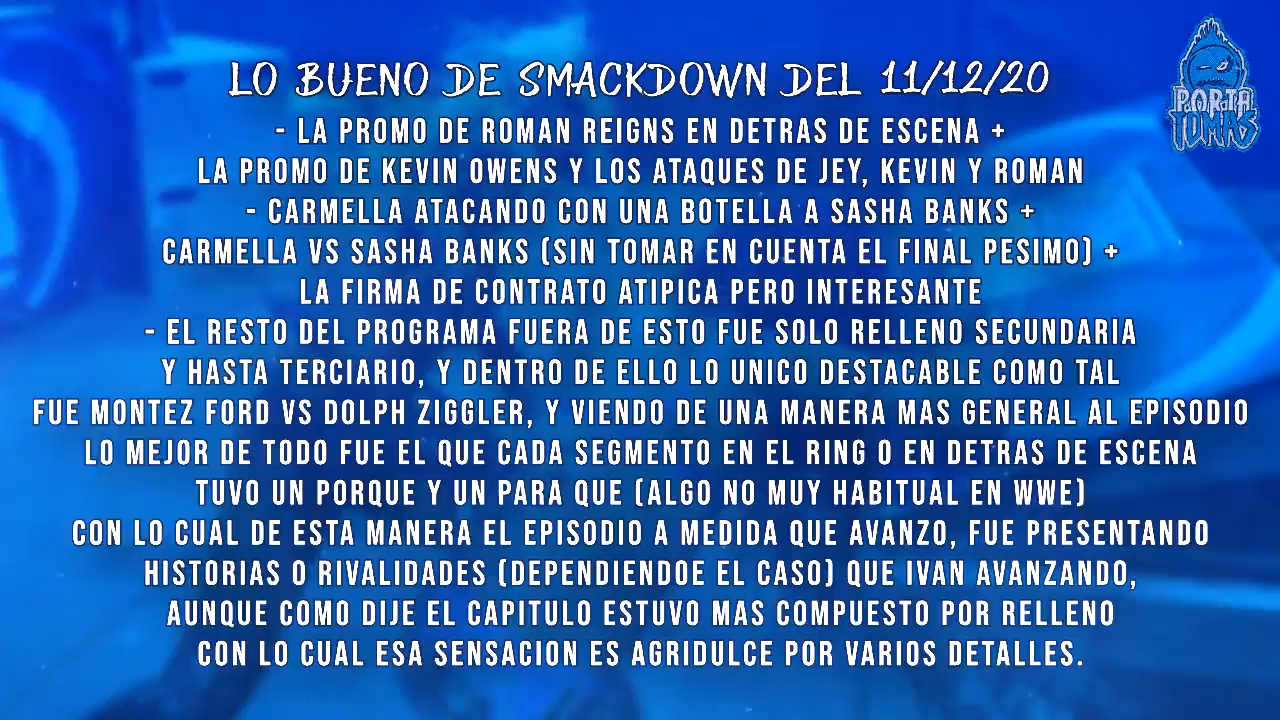 LO BUENO DE SMACKDOWN DEL 11/12/20
PORTA
TOMAS
- LA PROMO DE ROMAN REIGNS EN DETRAS DE ESCENA +
LA PROMO DE KEVIN OWENS Y LOS ATAQUES DE JEY, KEVIN Y ROMAN
- CARMELLA ATACANDO CON UNA BOTELLA A SASHA BANKS +
CARMELLA VS SASHA BANKS (SIN TOMAR EN CUENTA EL FINAL PESIMO) +
LA FIRMA DE CONTRATO ATIPICA PERO INTERESANTE
- EL RESTO DEL PROGRAMA FUERA DE ESTO FUE SOLO RELLENO SECUNDARIA
Y HASTA TERCIARIO, Y DENTRO DE ELLO LO UNICO DESTACABLE COMO TAL
FUE MONTEZ FORD VS DOLPH ZIGGLER, Y VIENDO DE UNA MANERA MAS GENERAL AL EPISODIO
LO MEJOR DE TODO FUE EL QUE CADA SEGMENTO EN EL RING O EN DETRAS DE ESCENA
TUVO UN PORQUE Y UN PARA QUE (ALGO NO MUY HABITUAL EN WWE)
CON LO CUAL DE ESTA MANERA EL EPISODIO A MEDIDA QUE AVANZO, FUE PRESENTANDO
HISTORIAS O RIVALIDADES (DEPENDIENDOE EL CASO) QUE IVAN AVANZANDO,
AUNQUE COMO DIJE EL CAPITULO ESTUVO MAS COMPUESTO POR RELLENO
CON LO CUAL ESA SENSACION ES AGRIDULCE POR VARIOS DETALLES.